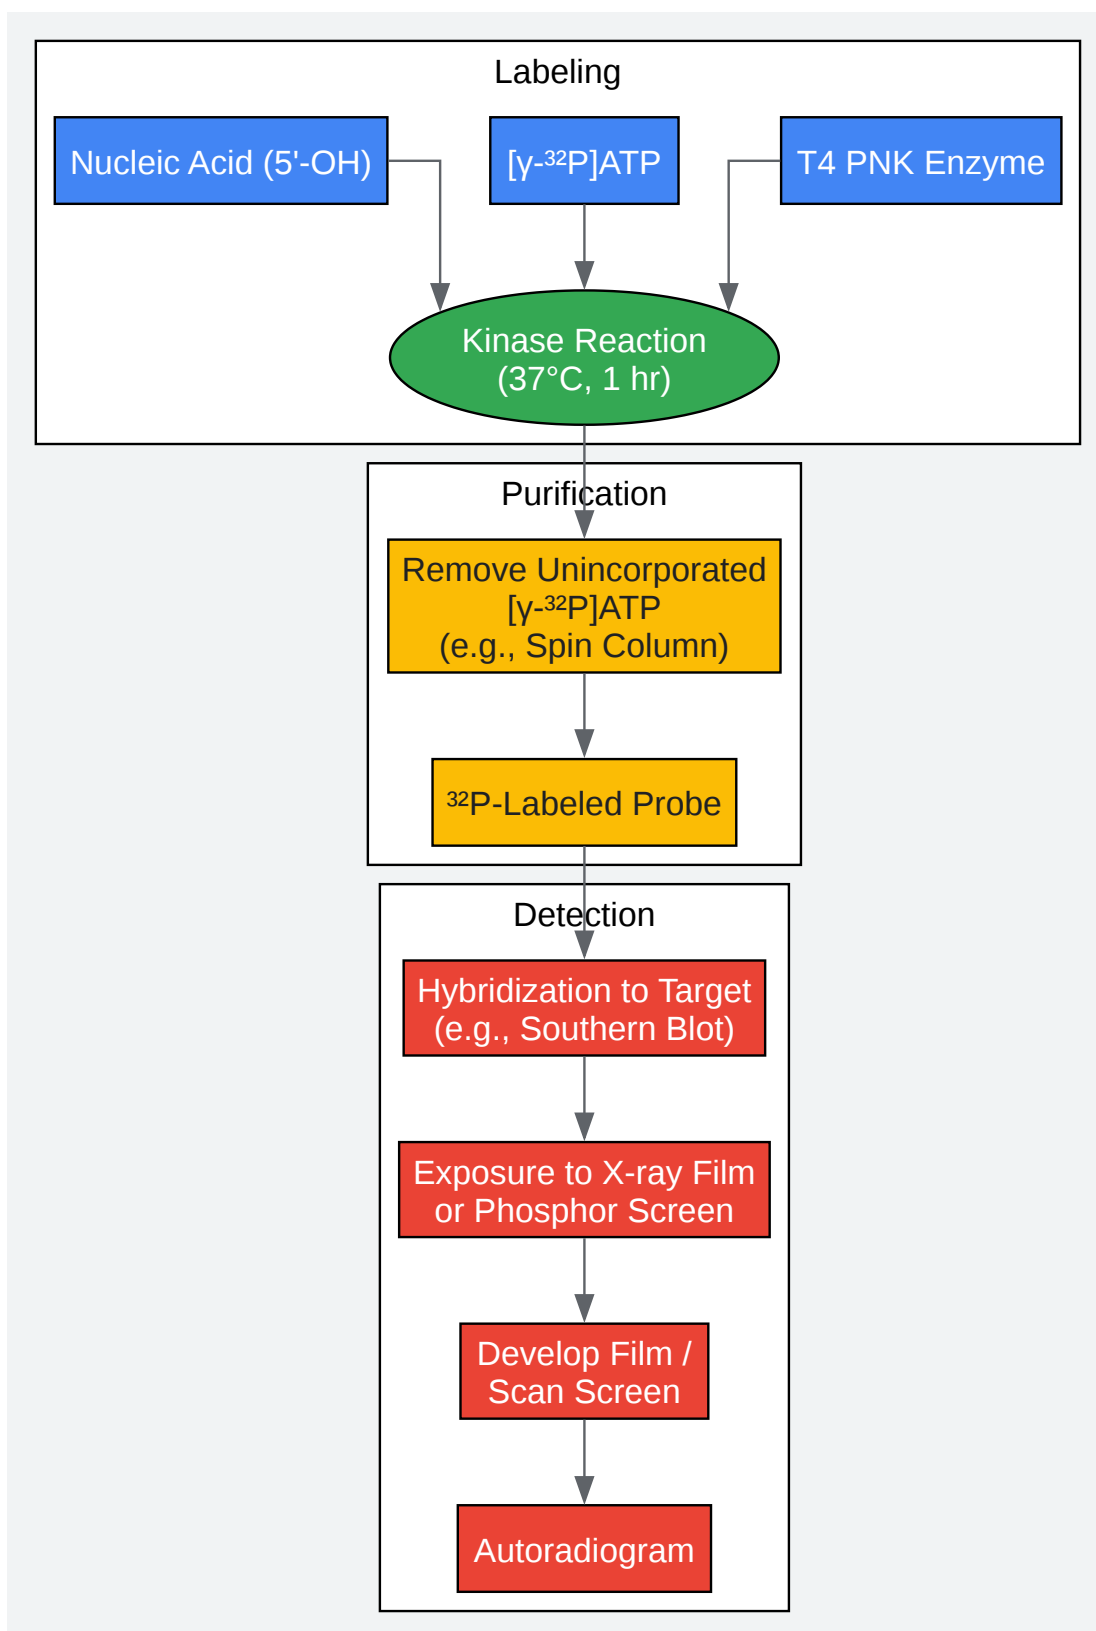 Labeling
Nucleic Acid (5'-OH)
[γ-³²P]ATP
T4 PNK Enzyme
Kinase Reaction
(37°C, 1 hr)
Purification
Remove Unincorporated
[γ-³²P]ATP
(e.g., Spin Column)
³²P-Labeled Probe
Detection
Hybridization to Target
(e.g., Southern Blot)
Exposure to X-ray Film
or Phosphor Screen
Develop Film /
Scan Screen
Autoradiogram